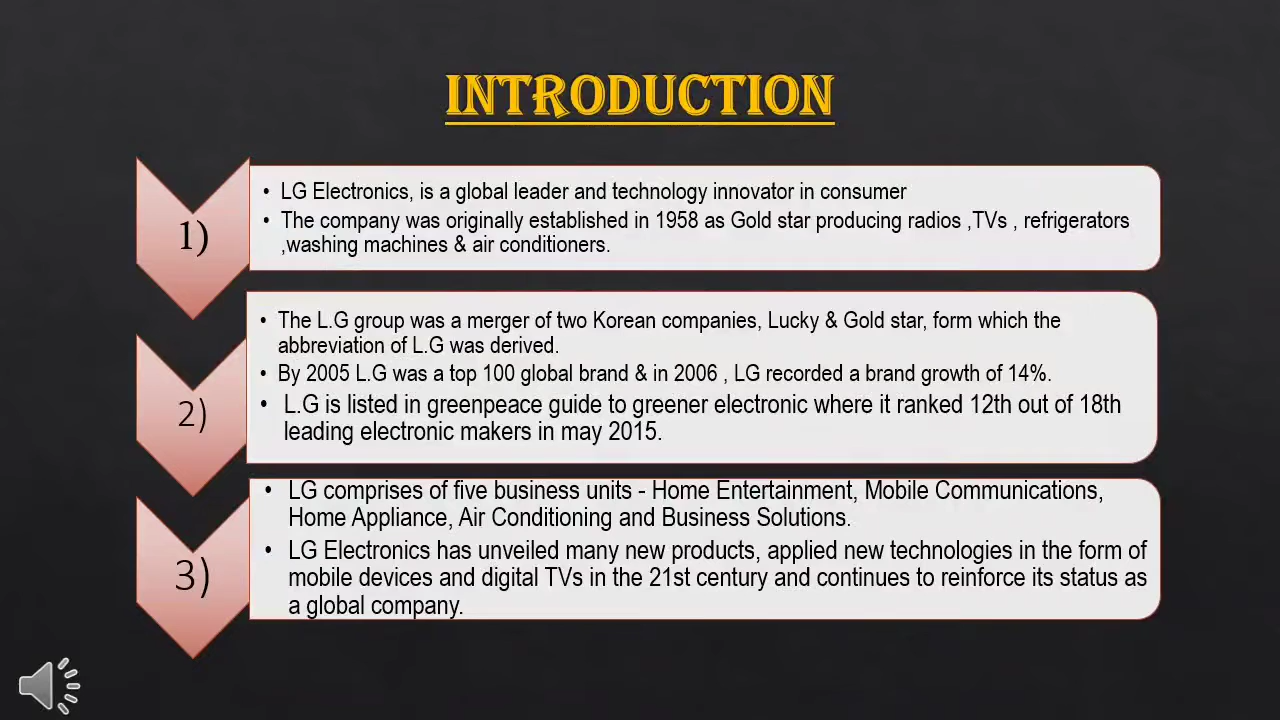 INTRODUCTION
1)
• LG Electronics, is a global leader and technology innovator in consumer
• The company was originally established in 1958 as Gold star producing radios ,TVs , refrigerators
,washing machines & air conditioners.
2)
• The L.G group was a merger of two Korean companies, Lucky & Gold star, form which the
abbreviation of L.G was derived.
• By 2005 L.G was a top 100 global brand & in 2006 , LG recorded a brand growth of 14%.
• L.G is listed in greenpeace guide to greener electronic where it ranked 12th out of 18th
leading electronic makers in may 2015.
3)
• LG comprises of five business units - Home Entertainment, Mobile Communications,
Home Appliance, Air Conditioning and Business Solutions.
• LG Electronics has unveiled many new products, applied new technologies in the form of
mobile devices and digital TVs in the 21st century and continues to reinforce its status as
a global company.